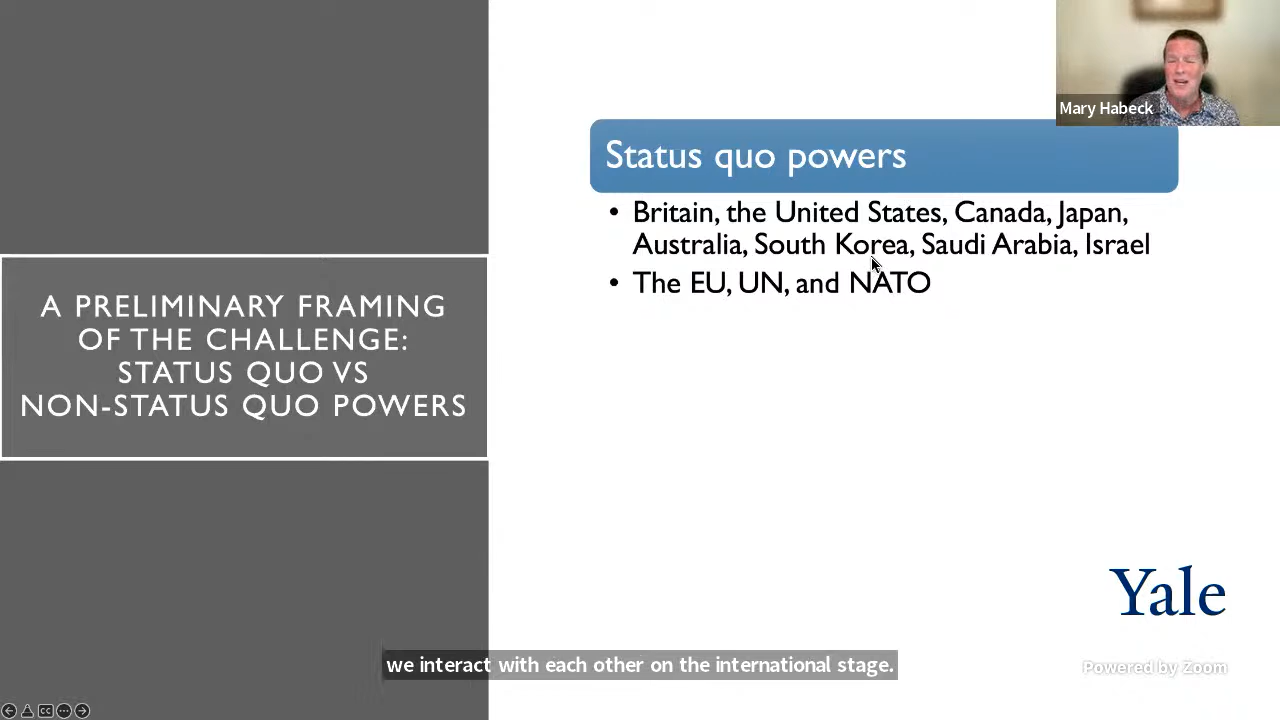 Mary Habeck
Status quo powers
• Britain, the United States, Canada, Japan,
Australia, South Korea, Saudi Arabia, Israel
• The EU, UN, and NATO
A PRELIMINARY FRAMING
OF THE CHALLENGE:
STATUS QUO VS
NON-STATUS QUO POWERS
Yale
we interact with each other on the international stage.
Powered by Zoom
CC